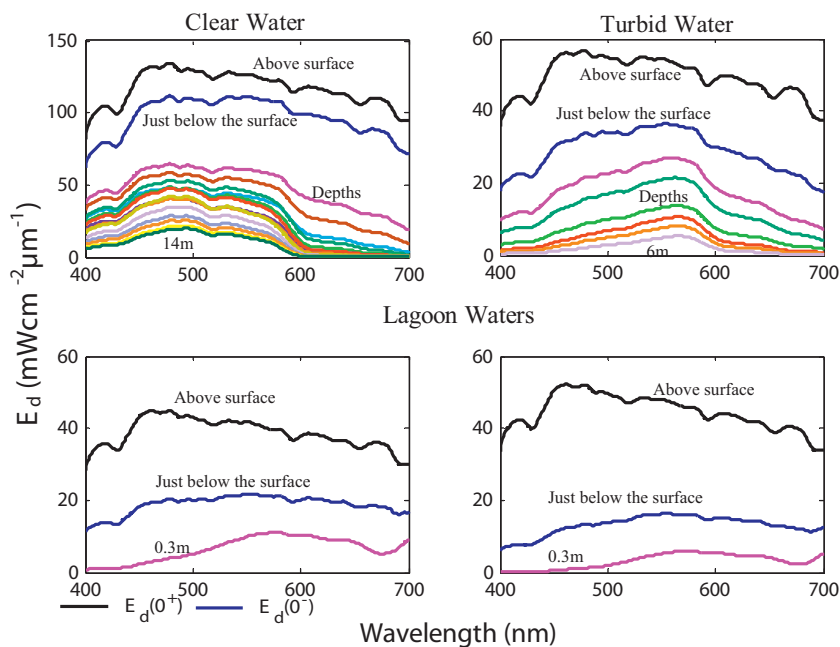 Clear Water
Turbid Water
150
100
50
0
400
500
600
700
Above surface
Just below the surface
Depths
14m
60
40
20
0
400
500
600
700
Above surface
Just below the surface
Depths
6m
Lagoon Waters
E_d (mWcm⁻²μm⁻¹)
60
40
20
0
400
500
600
700
Above surface
Just below the surface
0.3m
60
40
20
0
400
500
600
700
Above surface
Just below the surface
0.3m
E_d(0⁺) E_d(0⁻)
Wavelength (nm)